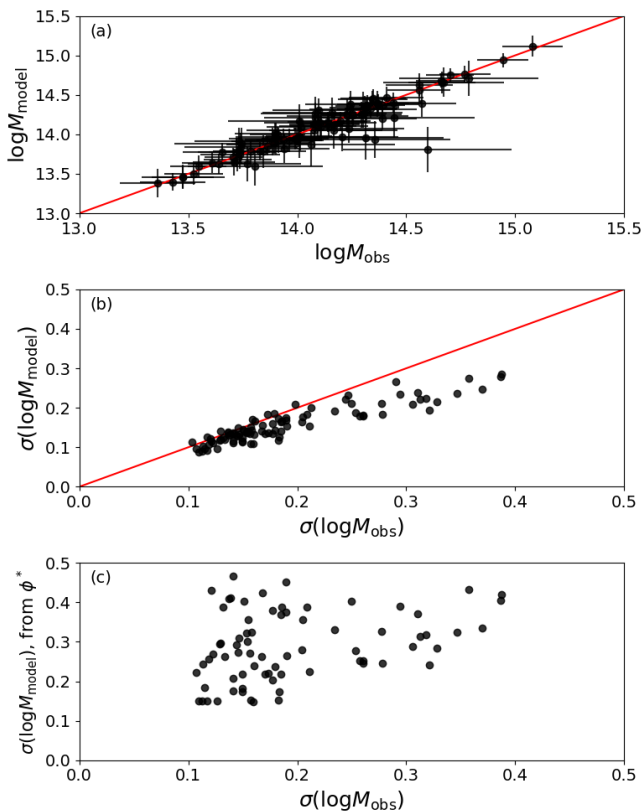 (a)
15.5
15.0
14.5
14.0
13.5
13.0
logM_model
13.0 13.5 14.0 14.5 15.0 15.5
logM_obs
(b)
0.5
0.4
0.3
0.2
0.1
0.0
σ(logM_model)
0.0 0.1 0.2 0.3 0.4 0.5
σ(logM_obs)
(c)
0.5
0.4
0.3
0.2
0.1
0.0
σ(logM_model), from ϕ*
0.0 0.1 0.2 0.3 0.4 0.5
σ(logM_obs)